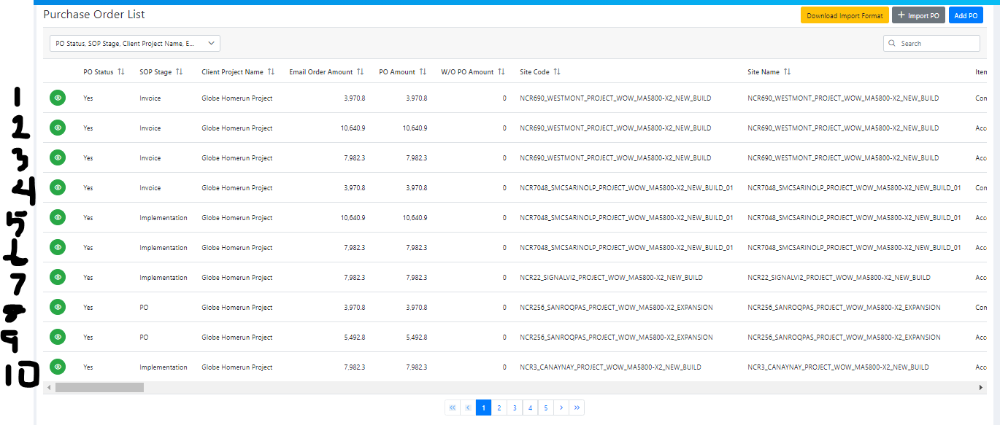 Purchase Order List Download Import Format + Import PO Add PO
PO Status, SOP Stage, Client Project Name, E... Search
PO Status SOP Stage Client Project Name Email Order Amount PO Amount W/O PO Amount Site Code Site Name Item
1 Yes Invoice Globe Homerun Project 3,970.8 3,970.8 0 NCR690_WESTMONT_PROJECT_WOW_MA5800-X2_NEW_BUILD NCR690_WESTMONT_PROJECT_WOW_MA5800-X2_NEW_BUILD Com
2 Yes Invoice Globe Homerun Project 10,640.9 10,640.9 0 NCR690_WESTMONT_PROJECT_WOW_MA5800-X2_NEW_BUILD NCR690_WESTMONT_PROJECT_WOW_MA5800-X2_NEW_BUILD Acc
3 Yes Invoice Globe Homerun Project 7,982.3 7,982.3 0 NCR690_WESTMONT_PROJECT_WOW_MA5800-X2_NEW_BUILD NCR690_WESTMONT_PROJECT_WOW_MA5800-X2_NEW_BUILD Acc
4 Yes Invoice Globe Homerun Project 3,970.8 3,970.8 0 NCR7048_SMCSARINOLP_PROJECT_WOW_MA5800-X2_NEW_BUILD_01 NCR7048_SMCSARINOLP_PROJECT_WOW_MA5800-X2_NEW_BUILD_01 Com
5 Yes Implementation Globe Homerun Project 10,640.9 10,640.9 0 NCR7048_SMCSARINOLP_PROJECT_WOW_MA5800-X2_NEW_BUILD_01 NCR7048_SMCSARINOLP_PROJECT_WOW_MA5800-X2_NEW_BUILD_01 Acc
6 Yes Implementation Globe Homerun Project 7,982.3 7,982.3 0 NCR7048_SMCSARINOLP_PROJECT_WOW_MA5800-X2_NEW_BUILD_01 NCR7048_SMCSARINOLP_PROJECT_WOW_MA5800-X2_NEW_BUILD_01 Acc
7 Yes Implementation Globe Homerun Project 7,982.3 7,982.3 0 NCR22_SIGNALVI2_PROJECT_WOW_MA5800-X2_NEW_BUILD NCR22_SIGNALVI2_PROJECT_WOW_MA5800-X2_NEW_BUILD Acc
8 Yes PO Globe Homerun Project 3,970.8 3,970.8 0 NCR256_SANROQPAS_PROJECT_WOW_MA5800-X2_EXPANSION NCR256_SANROQPAS_PROJECT_WOW_MA5800-X2_EXPANSION Com
9 Yes PO Globe Homerun Project 5,492.8 5,492.8 0 NCR256_SANROQPAS_PROJECT_WOW_MA5800-X2_EXPANSION NCR256_SANROQPAS_PROJECT_WOW_MA5800-X2_EXPANSION Acc
10 Yes Implementation Globe Homerun Project 7,982.3 7,982.3 0 NCR3_CANAYNAY_PROJECT_WOW_MA5800-X2_NEW_BUILD NCR3_CANAYNAY_PROJECT_WOW_MA5800-X2_NEW_BUILD Acc
« ‹ 1 2 3 4 5 › »